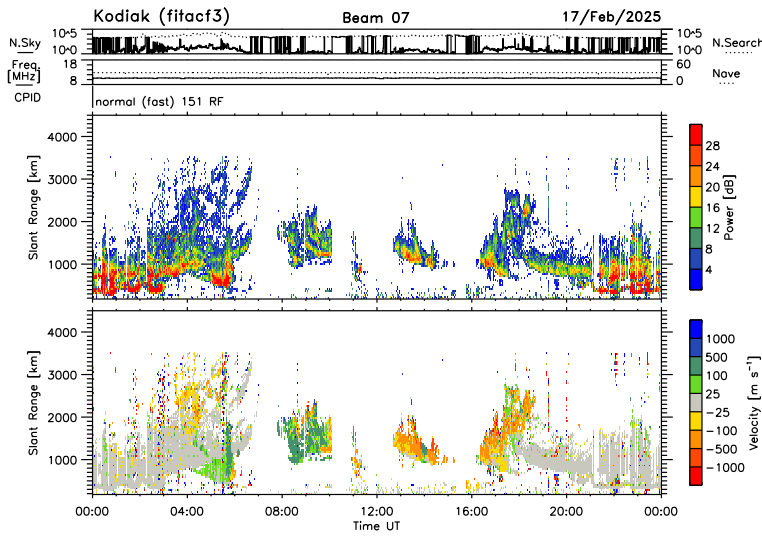 Kodiak (fitacf3) Beam 07 17/Feb/2025
N.Sky 10^5 10^0 10^5 10^0 N.Search
Freq. [MHz] 18 8 60 0 Nave
CPID normal (fast) 151 RF
Slant Range [km]
4000
3000
2000
1000
28
24
20
16
12
8
4
Power [dB]
Slant Range [km]
4000
3000
2000
1000
1000
500
100
25
-25
-100
-500
-1000
Velocity [m s⁻¹]
00:00 04:00 08:00 12:00 16:00 20:00 00:00
Time UT